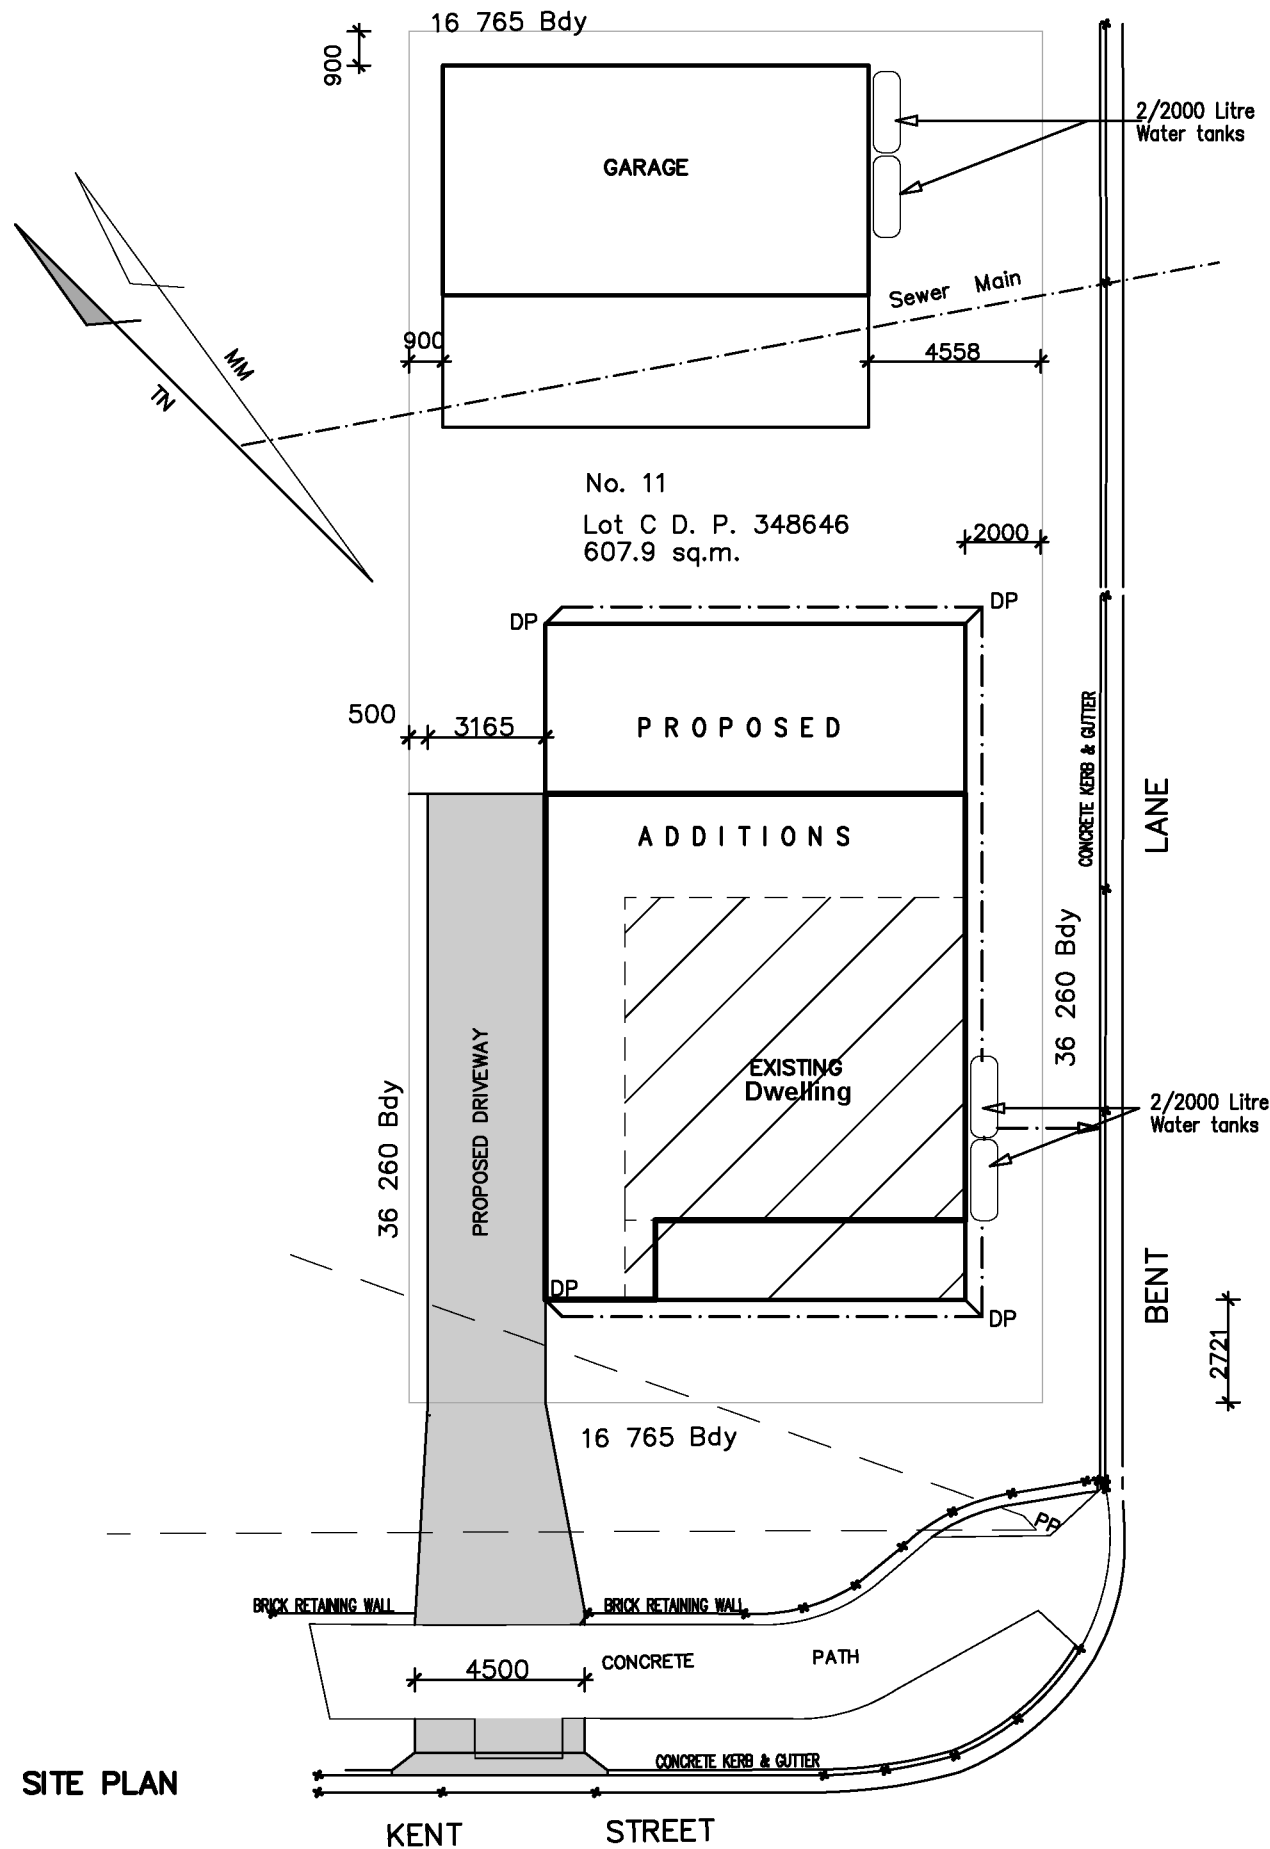 16 765 Bdy
900
2/2000 Litre
Water tanks
GARAGE
Sewer Main
900
4558
MM
TN
No. 11
Lot C D. P. 348646
607.9 sq.m.
2000
DP
DP
500
3165
PROPOSED
CONCRETE KERB & GUTTER
LANE
ADDITIONS
36 260 Bdy
EXISTING
Dwelling
PROPOSED DRIVEWAY
36 260 Bdy
2/2000 Litre
Water tanks
BENT
DP
DP
2721
16 765 Bdy
PP
BRICK RETAINING WALL
BRICK RETAINING WALL
4500
CONCRETE PATH
CONCRETE KERB & GUTTER
SITE PLAN
KENT STREET